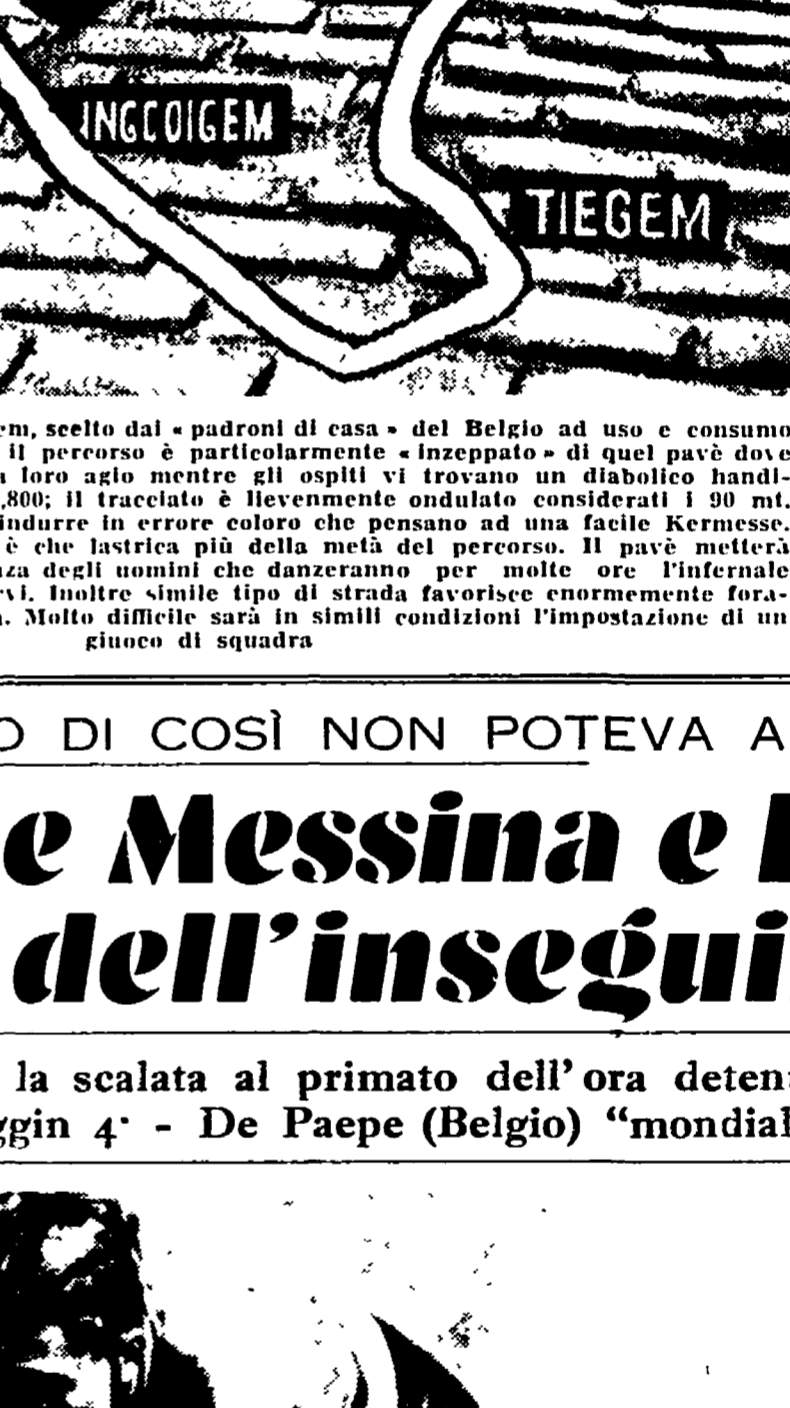 INGCOIGEM
TIEGEM
em, scelto dai « padroni di casa » del Belgio ad uso e consumo
il percorso è particolarmente « inzeppato » di quel pavè dove
loro agio mentre gli ospiti vi trovano un diabolico handi-
,800; il tracciato è lievemente ondulato considerati i 90 mt.
indurre in errore coloro che pensano ad una facile Kermesse.
è che lastrica più della metà del percorso. Il pavè metterà
nza degli uomini che danzeranno per molte ore l'infernale
rvi. Inoltre simile tipo di strada favorisce enormemente fora-
. Molto difficile sarà in simili condizioni l'impostazione di un
giuoco di squadra
O DI COSÌ NON POTEVA A
e Messina e
dell'insegui
la scalata al primato dell'ora deten
ggin 4° - De Paepe (Belgio) “mondial